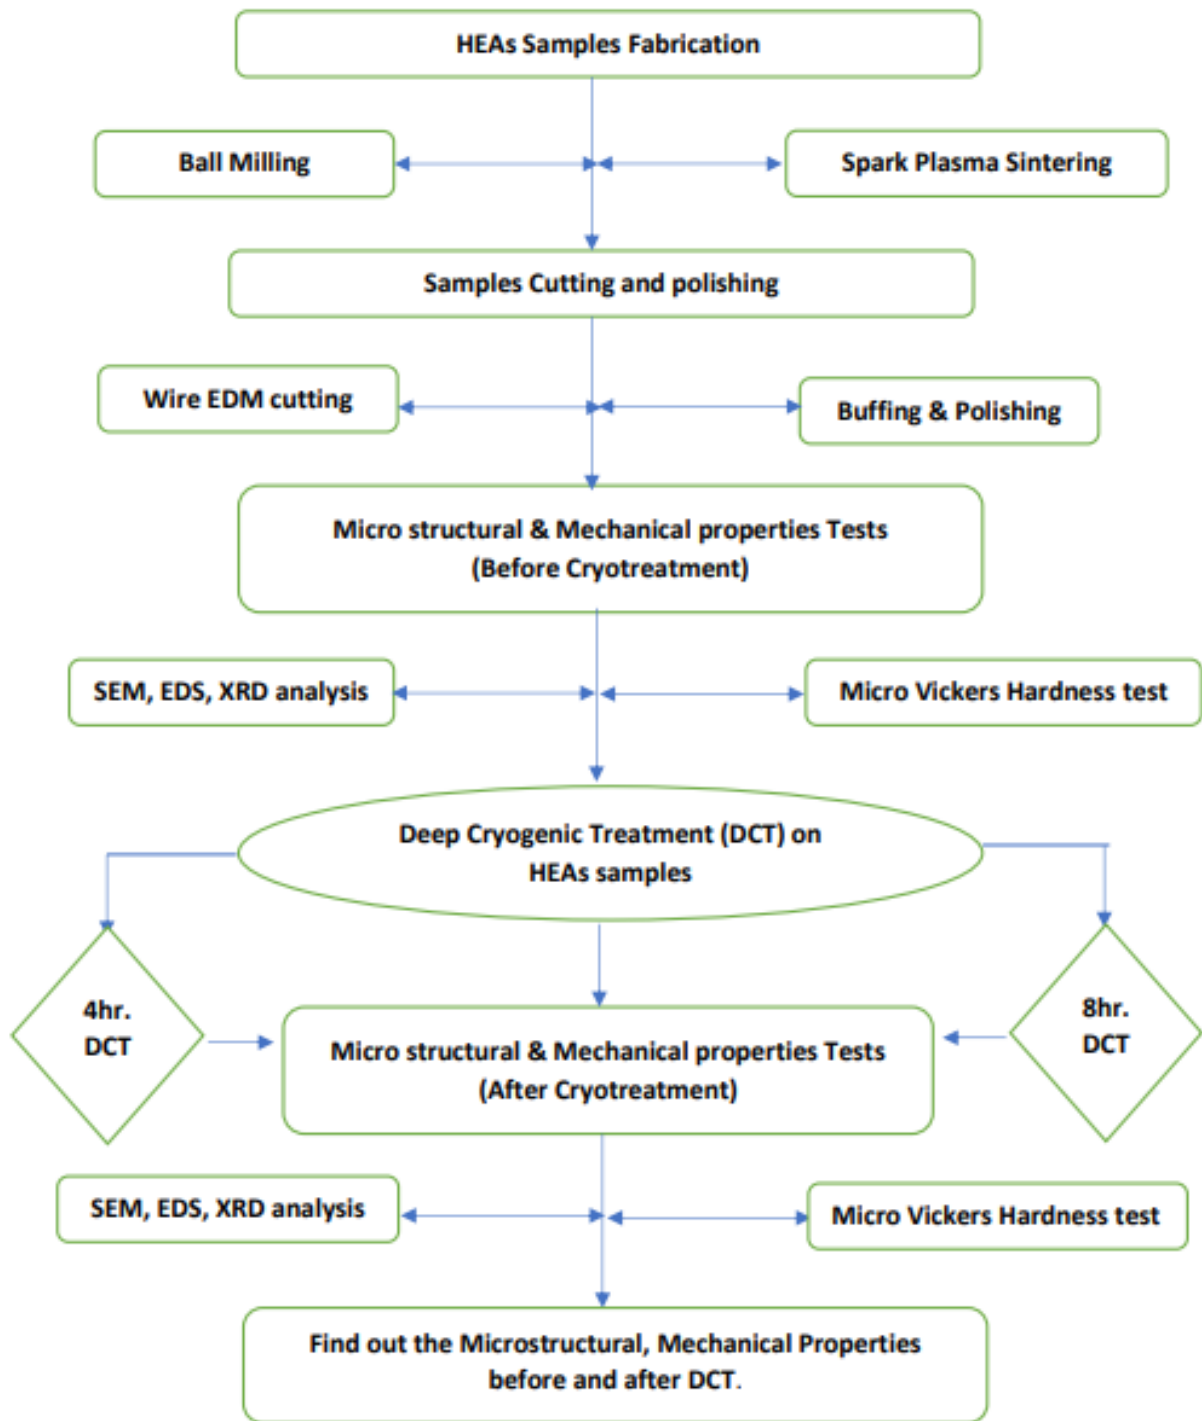 HEAs Samples Fabrication
Ball Milling
Spark Plasma Sintering
Samples Cutting and polishing
Wire EDM cutting
Buffing & Polishing
Micro structural & Mechanical properties Tests
(Before Cryotreatment)
SEM, EDS, XRD analysis
Micro Vickers Hardness test
Deep Cryogenic Treatment (DCT) on
HEAs samples
4hr.
DCT
8hr.
DCT
Micro structural & Mechanical properties Tests
(After Cryotreatment)
SEM, EDS, XRD analysis
Micro Vickers Hardness test
Find out the Microstructural, Mechanical Properties
before and after DCT.